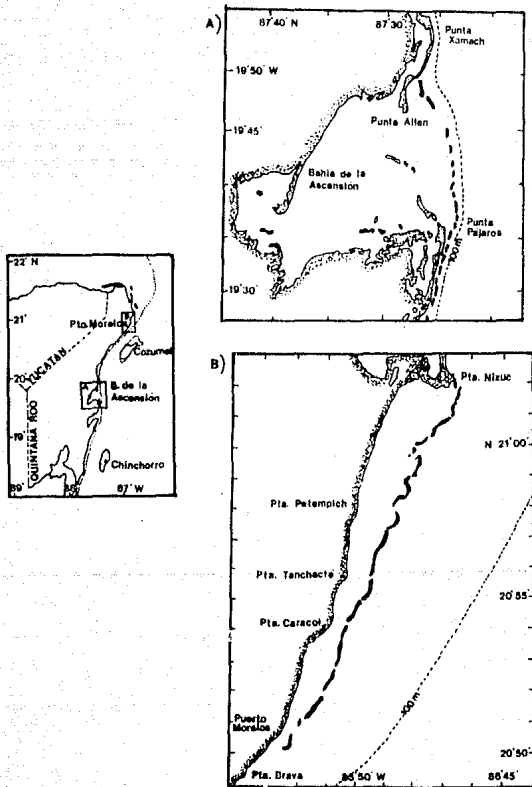 A)
87°40
87°30
Punta
Xamach
19°50 W
Punta Allen
19°45
Bahia de la
Ascensión
Punta
Pajaros
100 m
19°30
22° N
21°
Pto. Morelos
B
Cozumel
YUCATAN
20°
A
B. de la
Ascensión
QUINTANA ROO
19°
Chinchorro
89°
88
87° W
B
Pta. Nizuc
N 21°00
Pta. Petempich
Pta. Tanchacte
20°55
Pta. Caracol
100 m
Puerto
Morelos
20°50
Pta. Brava
86°50 W
86°45